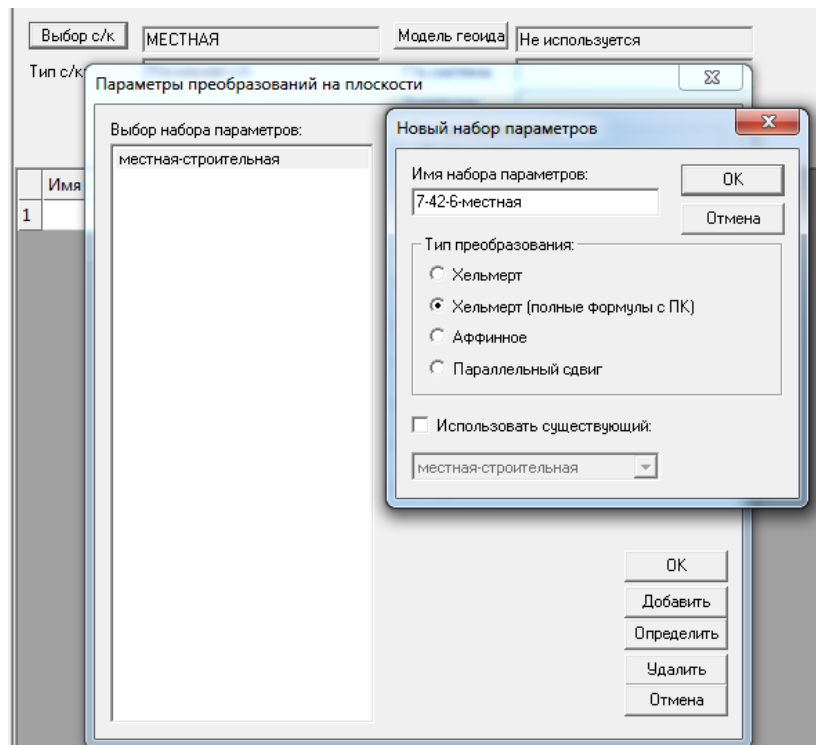 Выбор с/к
МЕСТНАЯ
Модель геоида
Не используется
Тип с/к
Параметры преобразований на плоскости
Выбор набора параметров:
местная-строительная
Новый набор параметров
Имя набора параметров:
7-42-6-местная
OK
Отмена
Тип преобразования:
Хельмерт
Хельмерт (полные формулы с ПК)
Аффинное
Параллельный сдвиг
Использовать существующий:
местная-строительная
Имя
1
OK
Добавить
Определить
Удалить
Отмена